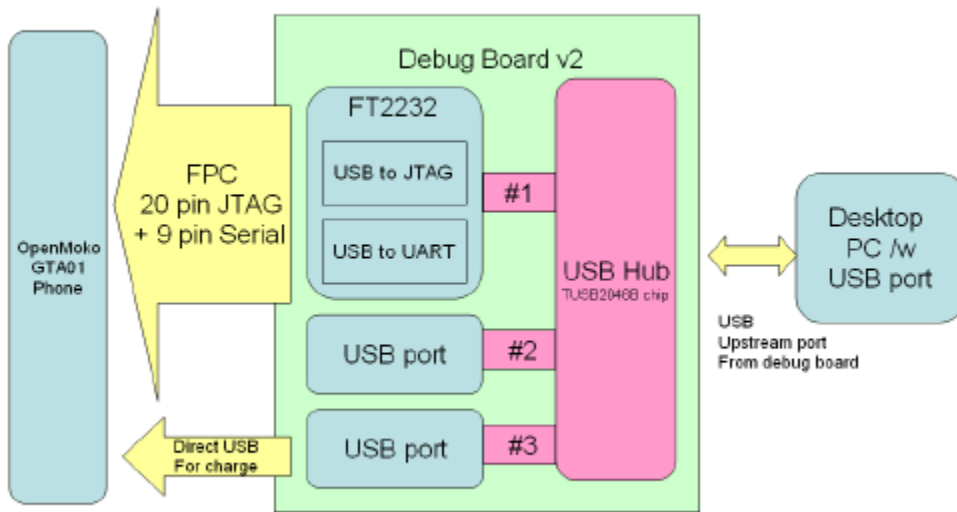 OpenMoko
GTA01
Phone
FPC
20 pin JTAG
+ 9 pin Serial
Direct USB
For charge
Debug Board v2
FT2232
USB to JTAG
USB to UART
USB port
USB port
#1
#2
#3
USB Hub
TUSB2046B chip
USB
Upstream port
From debug board
Desktop
PC /w
USB port